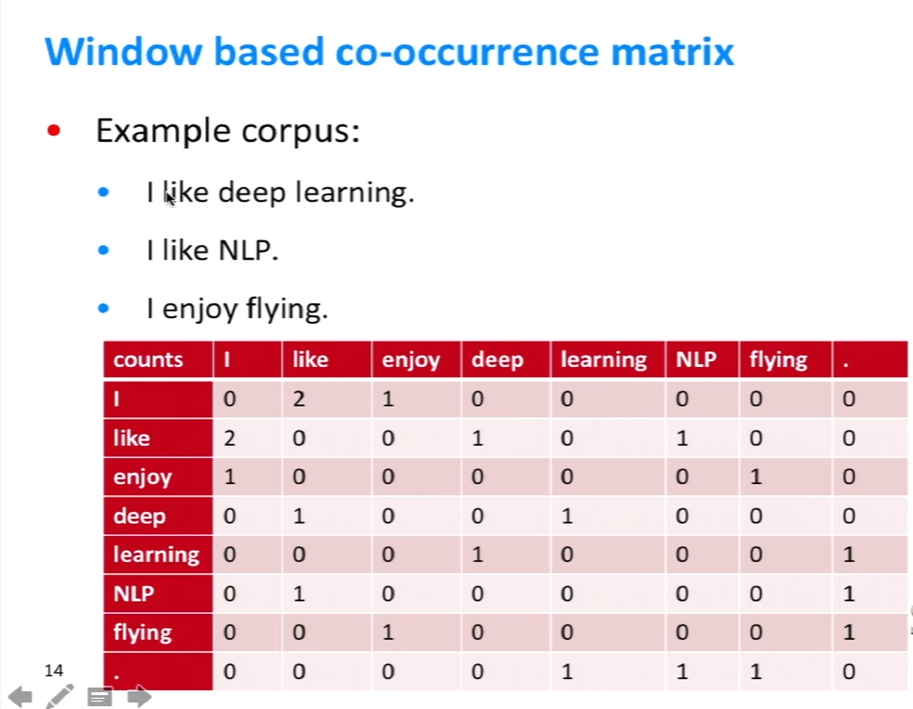 Window based co-occurrence matrix
• Example corpus:
• I like deep learning.
• I like NLP.
• I enjoy flying.
counts I like enjoy deep learning NLP flying .
I 0 2 1 0 0 0 0 0
like 2 0 0 1 0 1 0 0
enjoy 1 0 0 0 0 0 1 0
deep 0 1 0 0 1 0 0 0
learning 0 0 0 1 0 0 0 1
NLP 0 1 0 0 0 0 0 1
flying 0 0 1 0 0 0 0 1
. 0 0 0 0 1 1 1 0
14